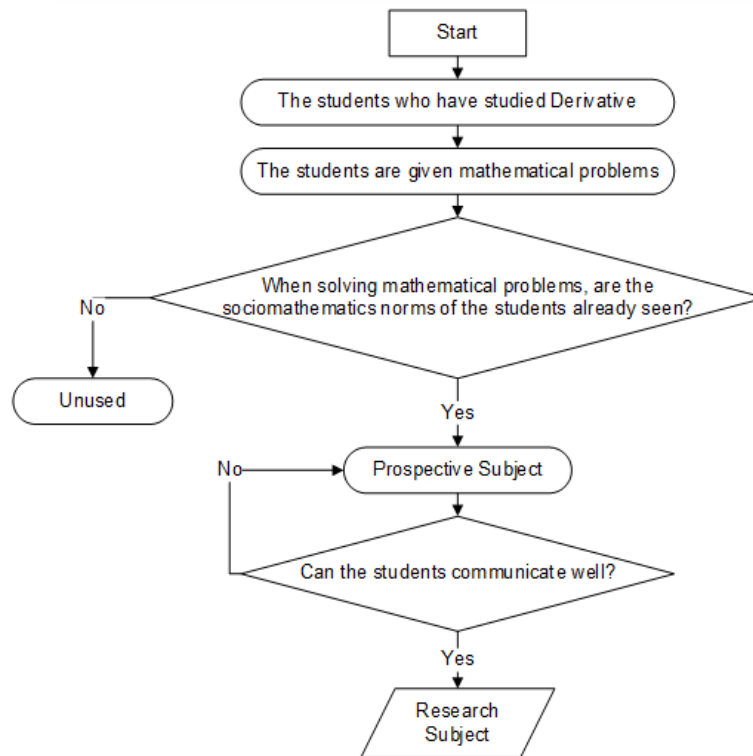 Start
The students who have studied Derivative
The students are given mathematical problems
When solving mathematical problems, are the
sociomathematics norms of the students already seen?
No
Unused
Yes
No
Prospective Subject
Can the students communicate well?
Yes
Research
Subject